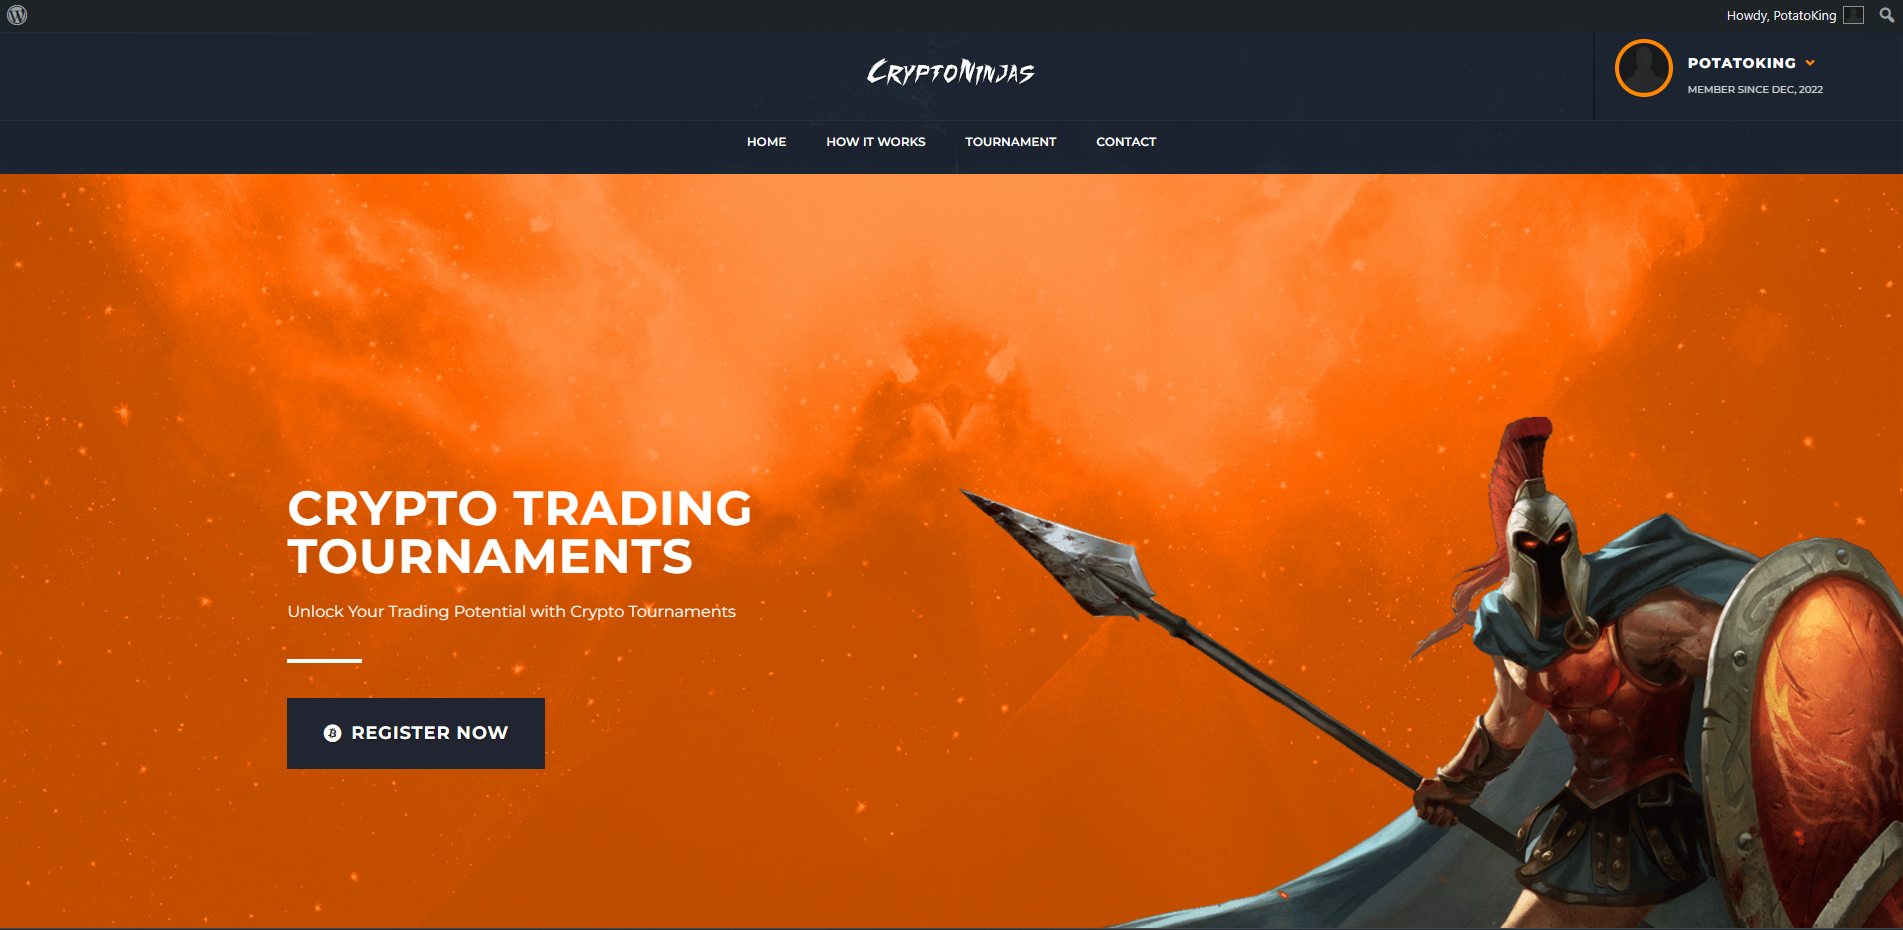 Howdy, PotatoKing
CRYPTONINJAS
POTATOKING
MEMBER SINCE DEC, 2022
HOME HOW IT WORKS TOURNAMENT CONTACT
CRYPTO TRADING
TOURNAMENTS
Unlock Your Trading Potential with Crypto Tournaments
REGISTER NOW